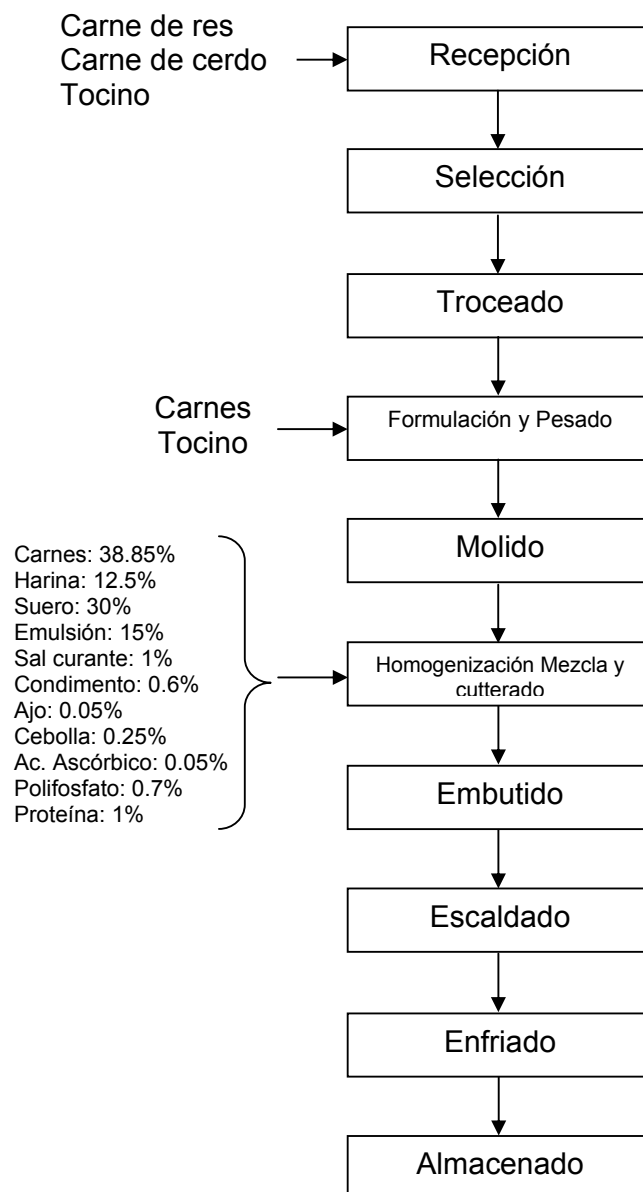 Carne de res
Carne de cerdo
Tocino
Recepción
Selección
Troceado
Carnes
Tocino
Formulación y Pesado
Molido
Carnes: 38.85%
Harina: 12.5%
Suero: 30%
Emulsión: 15%
Sal curante: 1%
Condimento: 0.6%
Ajo: 0.05%
Cebolla: 0.25%
Ac. Ascórbico: 0.05%
Polifosfato: 0.7%
Proteína: 1%
Homogenización Mezcla y
cutterado
Embutido
Escaldado
Enfriado
Almacenado